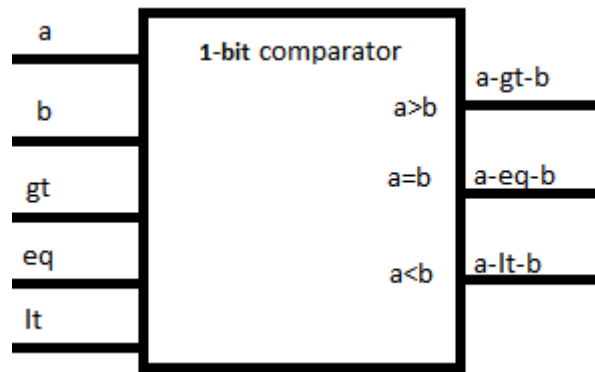 a
b
gt
eq
lt
1-bit comparator
a>b
a=b
a<b
a-gt-b
a-eq-b
a-lt-b